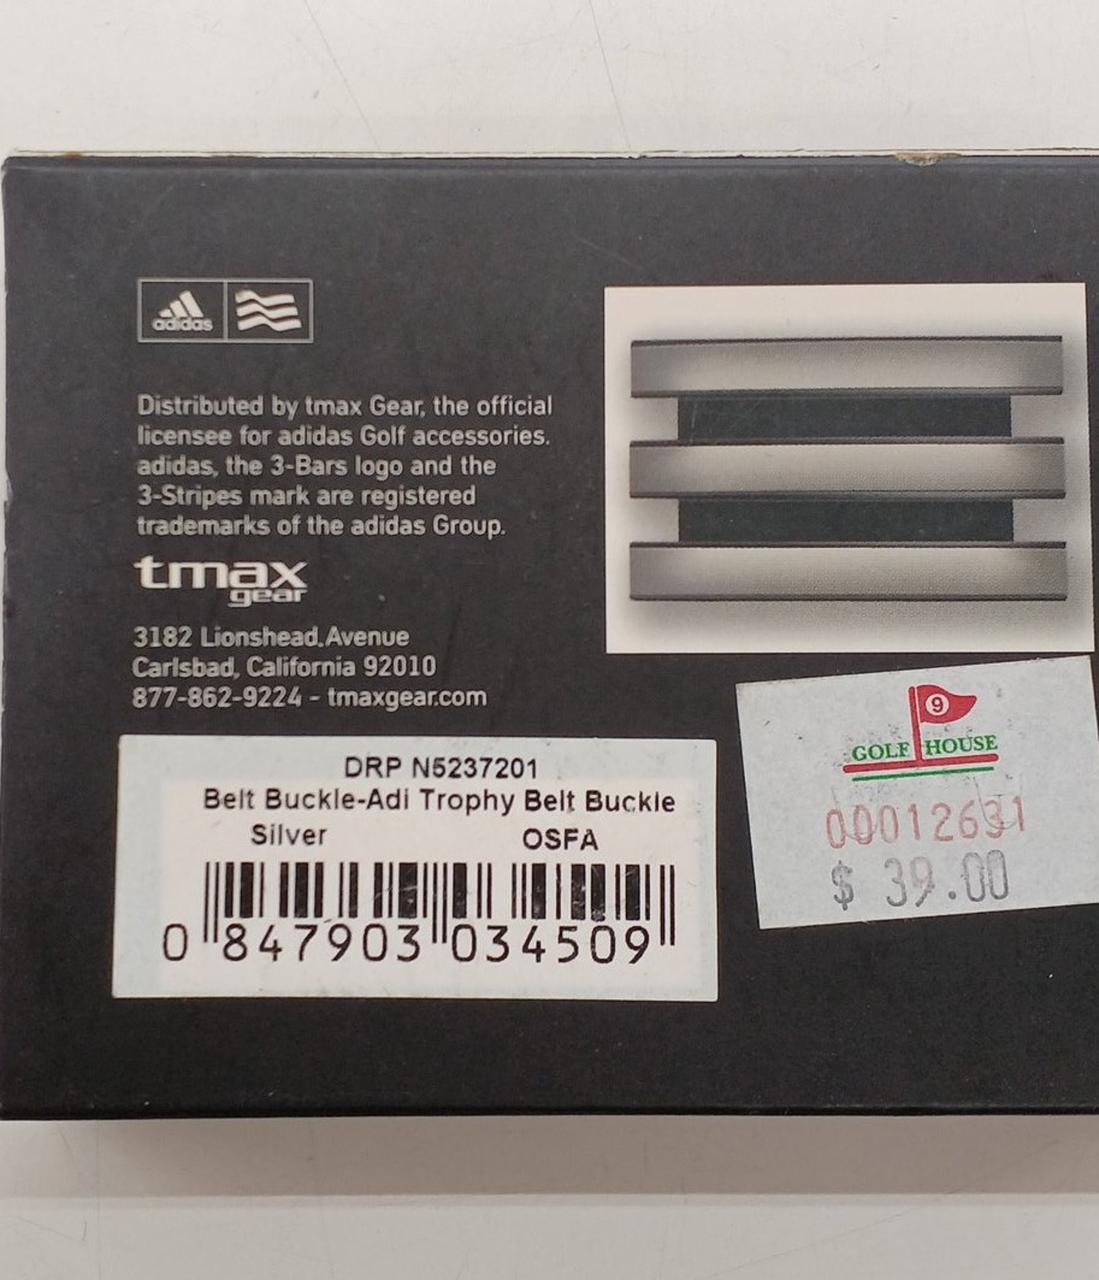 adidas
Distributed by tmax Gear, the official
licensee for adidas Golf accessories.
adidas, the 3-Bars logo and the
3-Stripes mark are registered
trademarks of the adidas Group.
tmax
gear
3182 Lionshead Avenue
Carlsbad, California 92010
877-862-9224 - tmaxgear.com
DRP N5237201
Belt Buckle-Adi Trophy Belt Buckle
Silver OSFA
0 847903 034509
9
GOLF HOUSE
00012631
$ 39.00